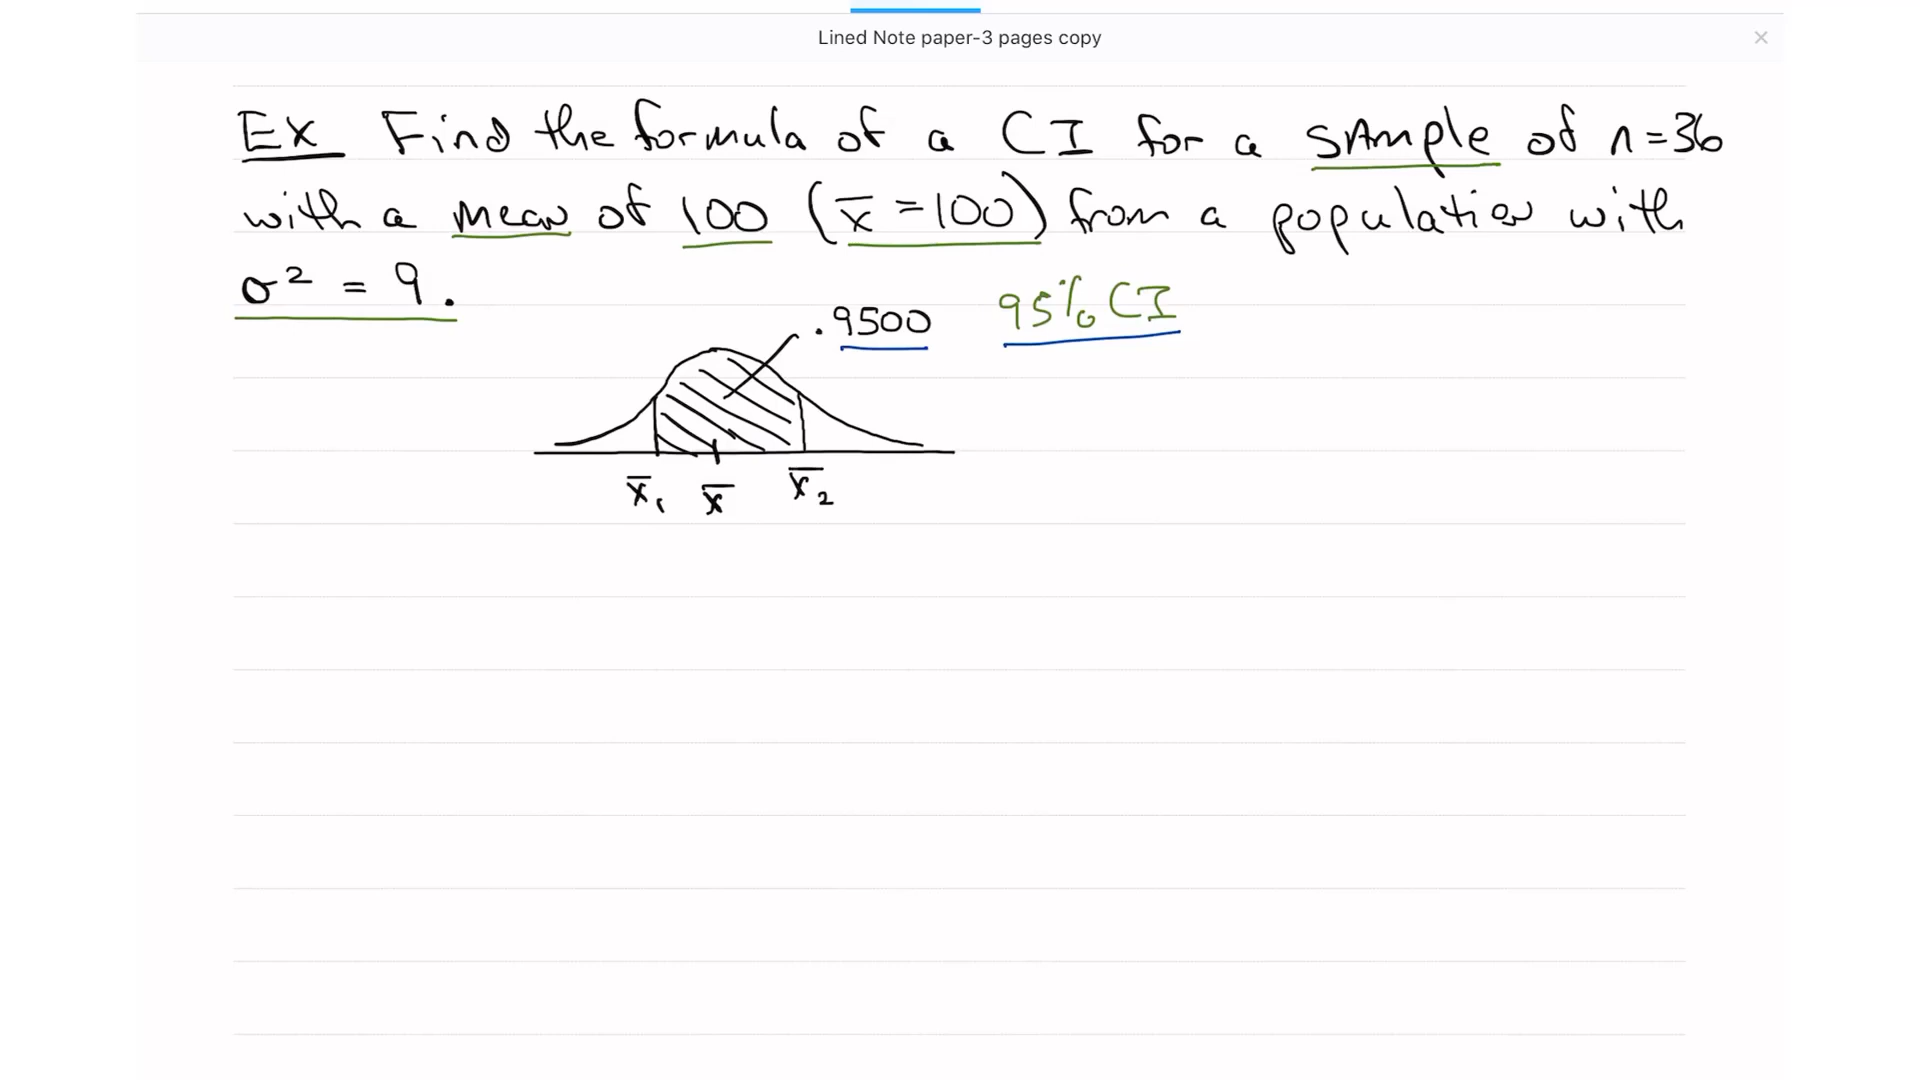 Lined Note paper-3 pages copy
Ex Find the formula of a CI for a sample of n=36
with a mean of 100 (x̄ = 100) from a population with
σ² = 9.
.9500 95% CI
x̄₁ x̄ x̄₂